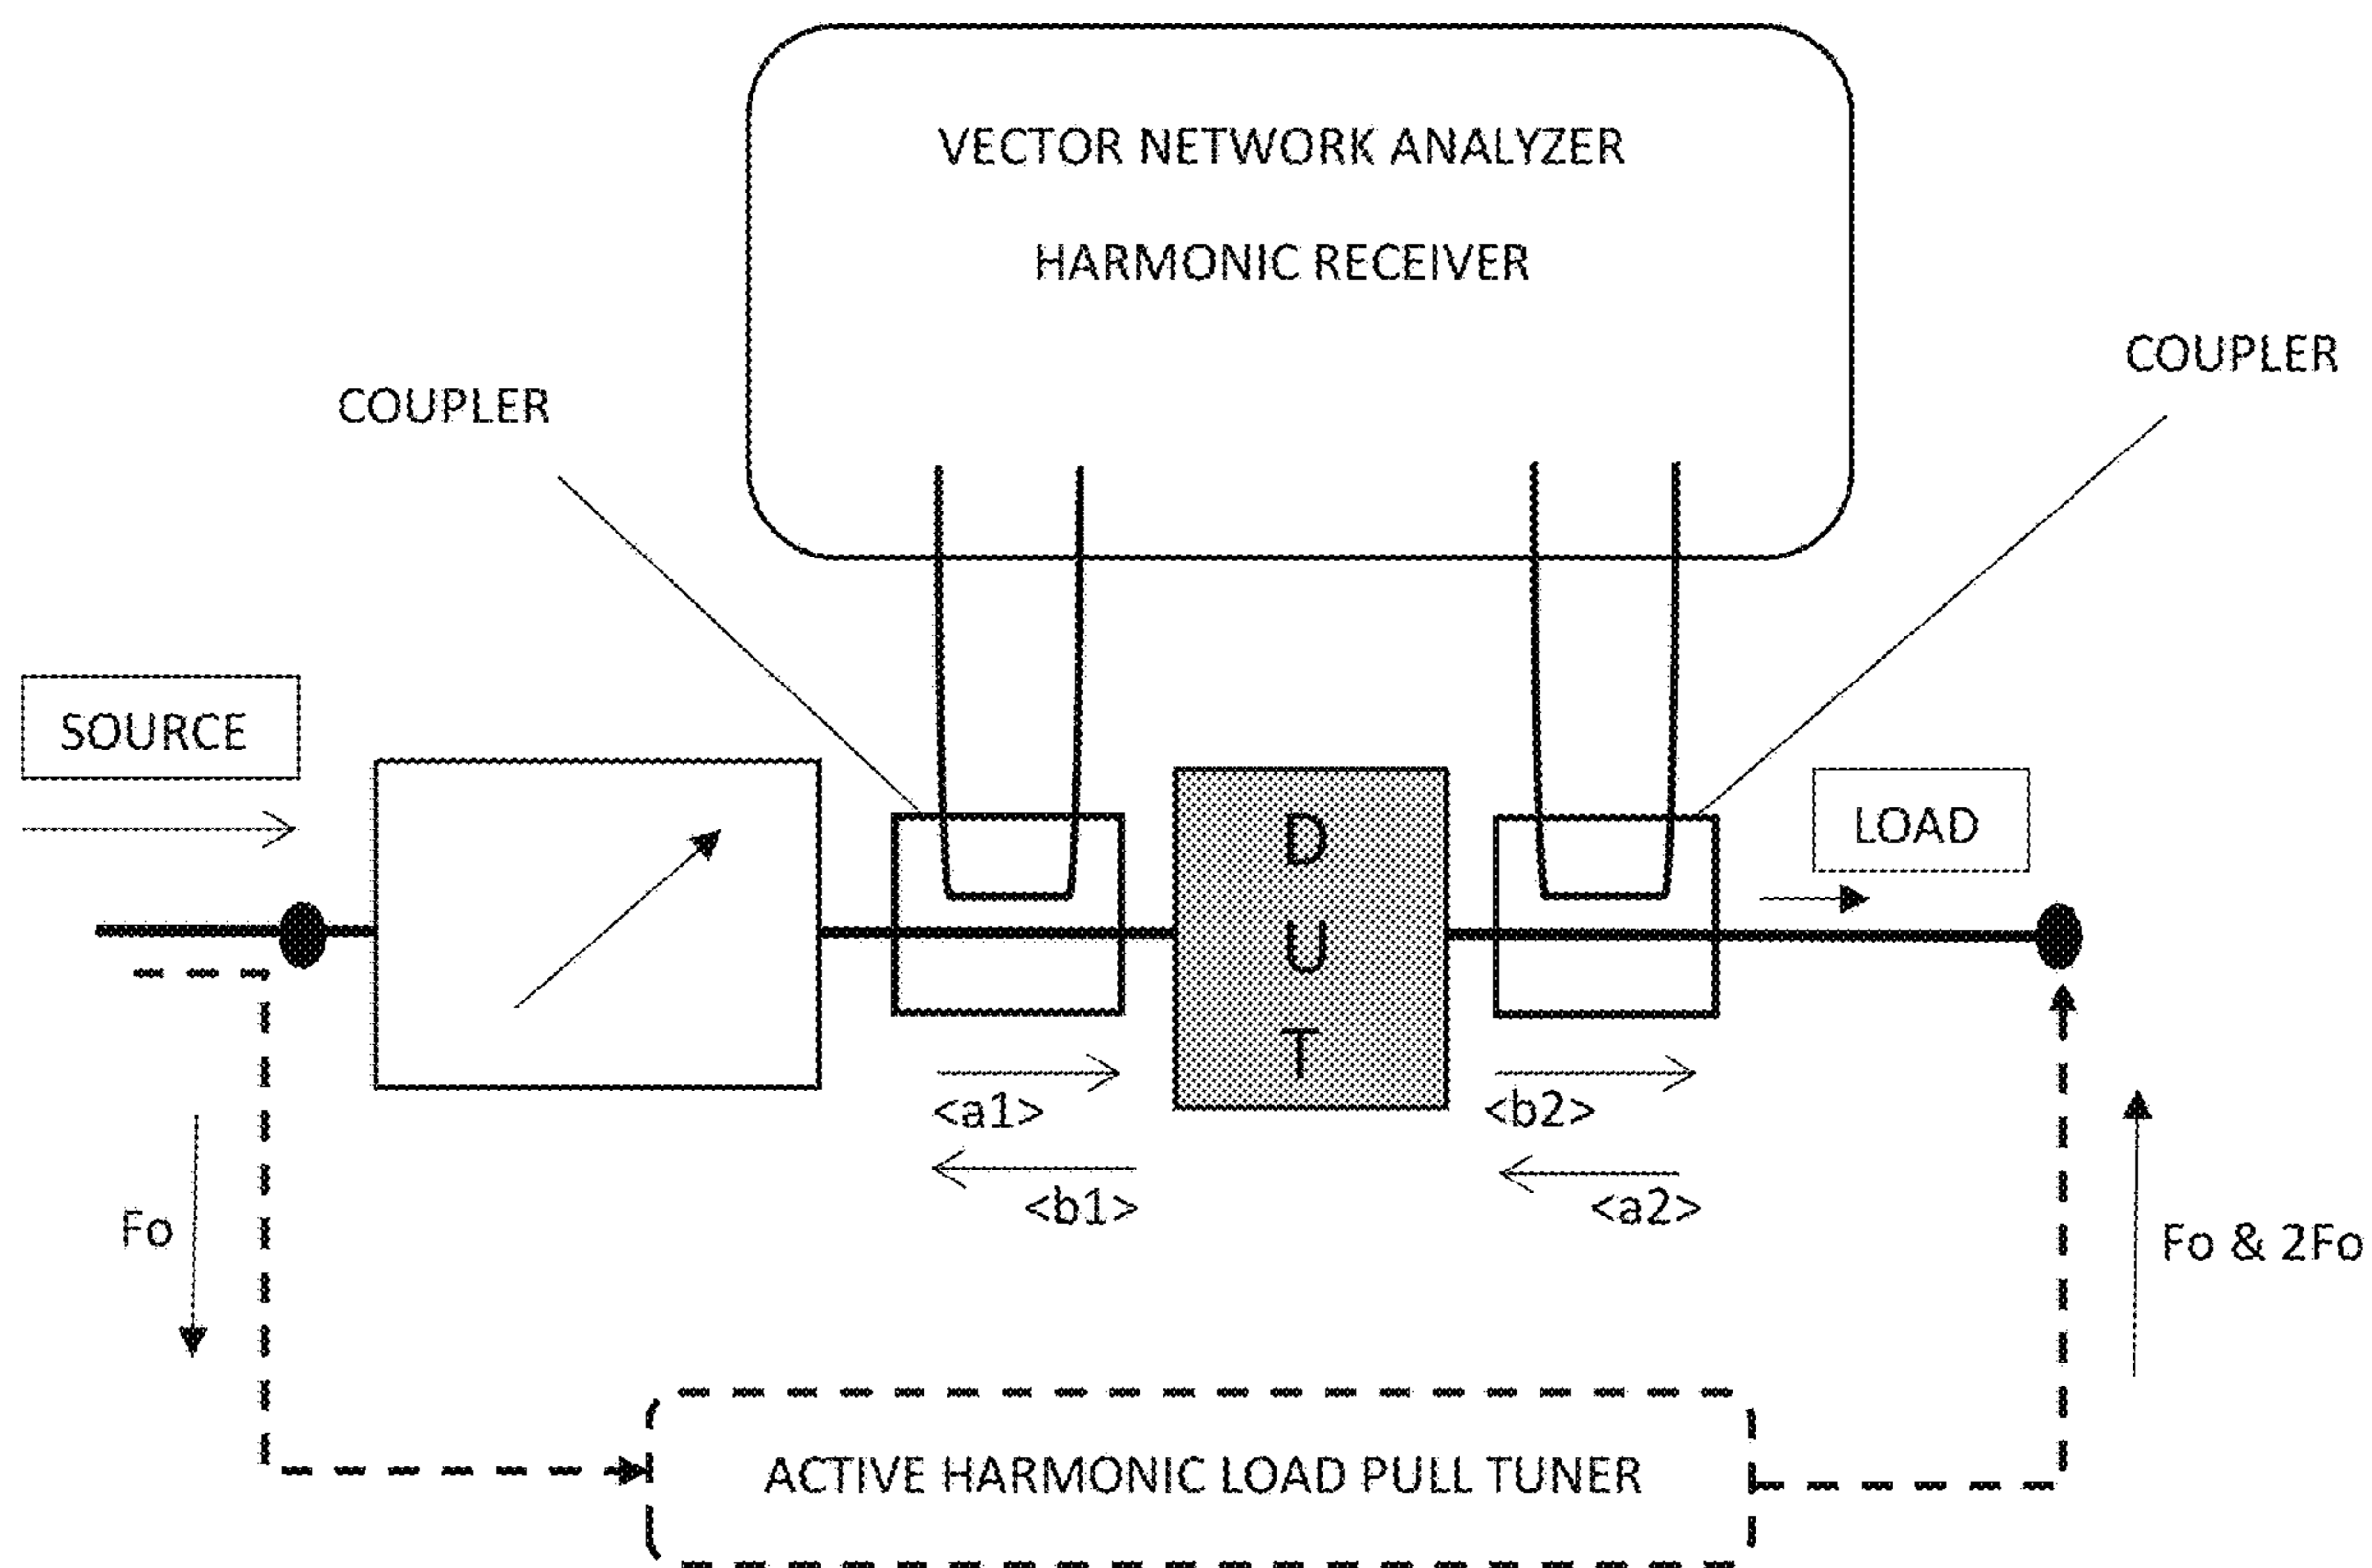 VECTOR NETWORK ANALYZER
HARMONIC RECEIVER
COUPLER
COUPLER
SOURCE
LOAD
D
U
T
<a1>
<b1>
<b2>
<a2>
Fo
Fo & 2Fo
ACTIVE HARMONIC LOAD PULL TUNER